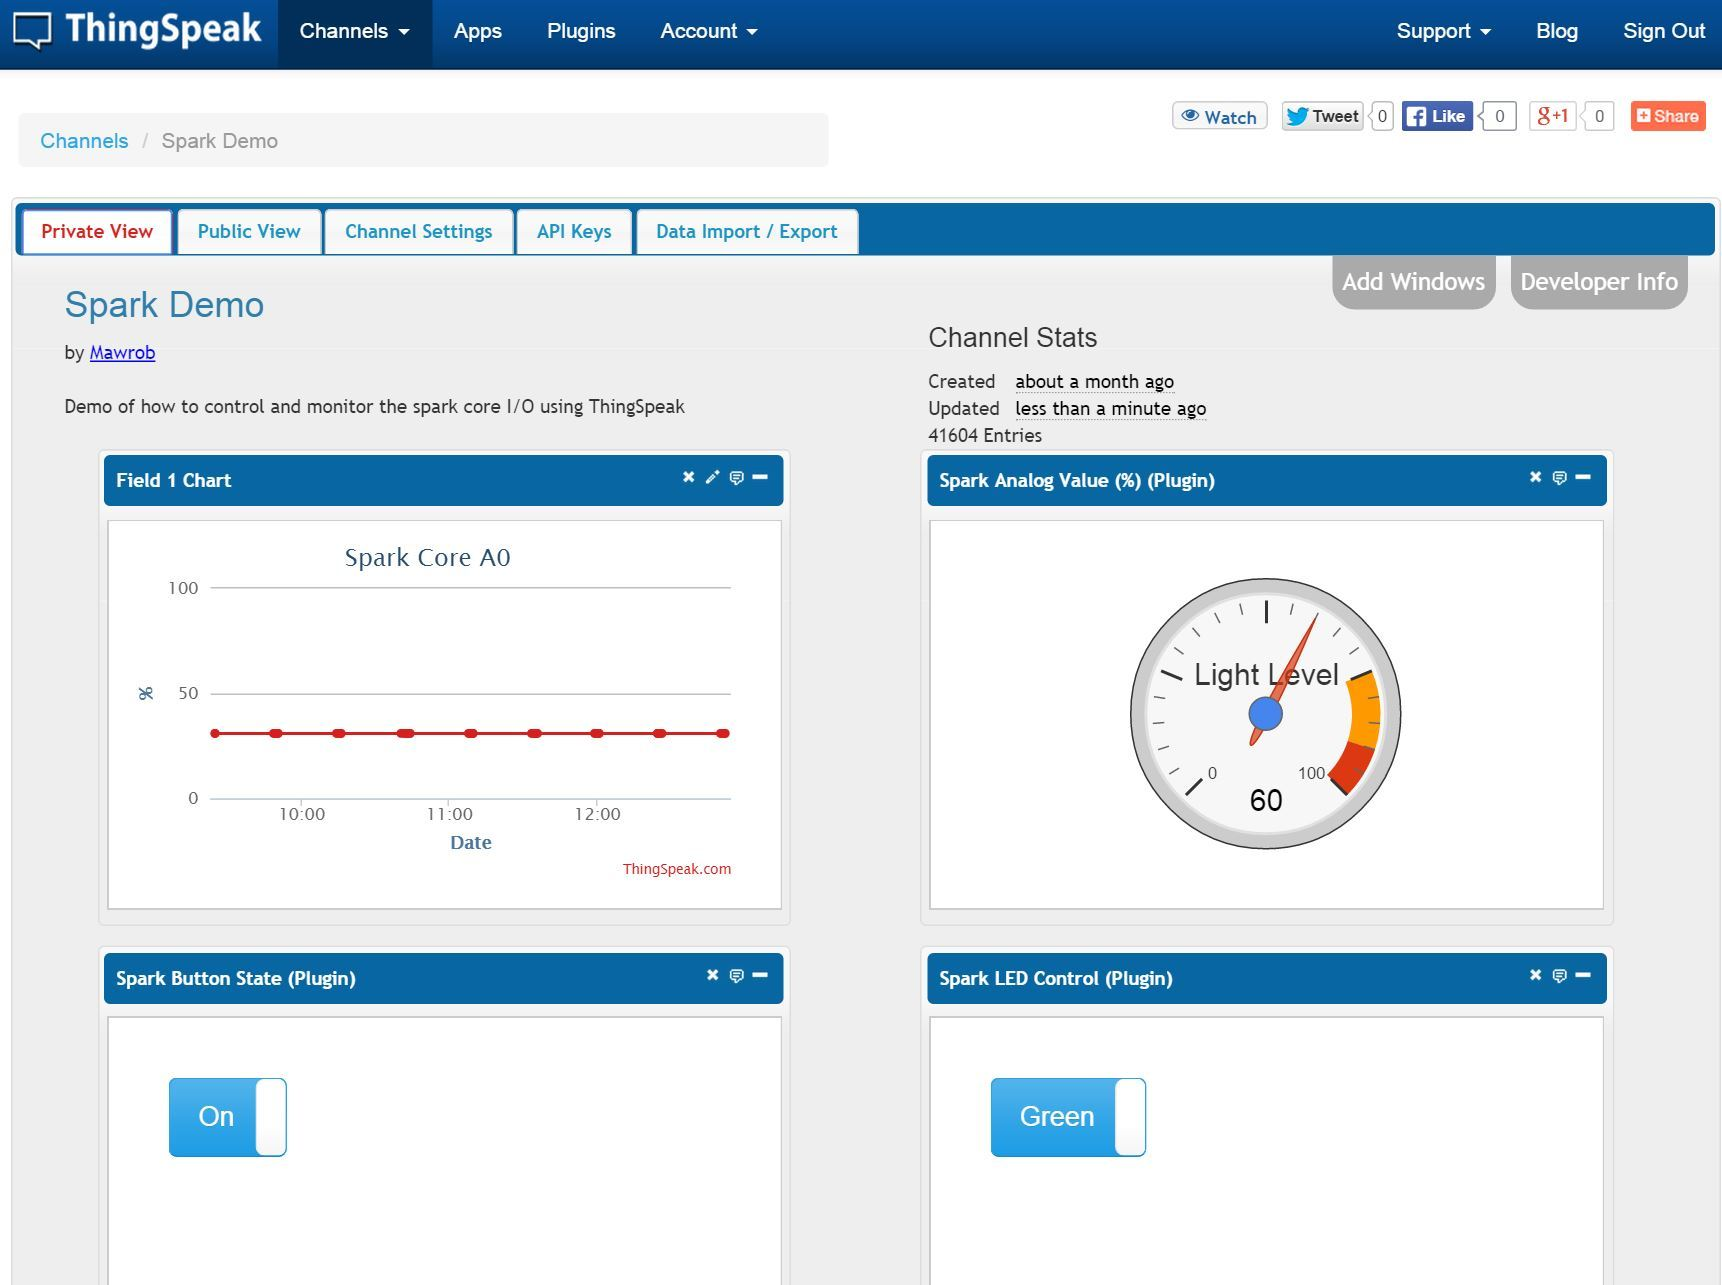 ThingSpeak Channels Apps Plugins Account Support Blog Sign Out
Watch Tweet 0 Like 0 g+1 0 Share
Channels / Spark Demo
Private View Public View Channel Settings API Keys Data Import / Export
Add Windows Developer Info
Spark Demo
by Mawrob
Demo of how to control and monitor the spark core I/O using ThingSpeak
Channel Stats
Created about a month ago
Updated less than a minute ago
41604 Entries
Field 1 Chart
Spark Core A0
100
50
0
%
10:00 11:00 12:00
Date
ThingSpeak.com
Spark Analog Value (%) (Plugin)
Light Level
0 100
60
Spark Button State (Plugin)
On
Spark LED Control (Plugin)
Green